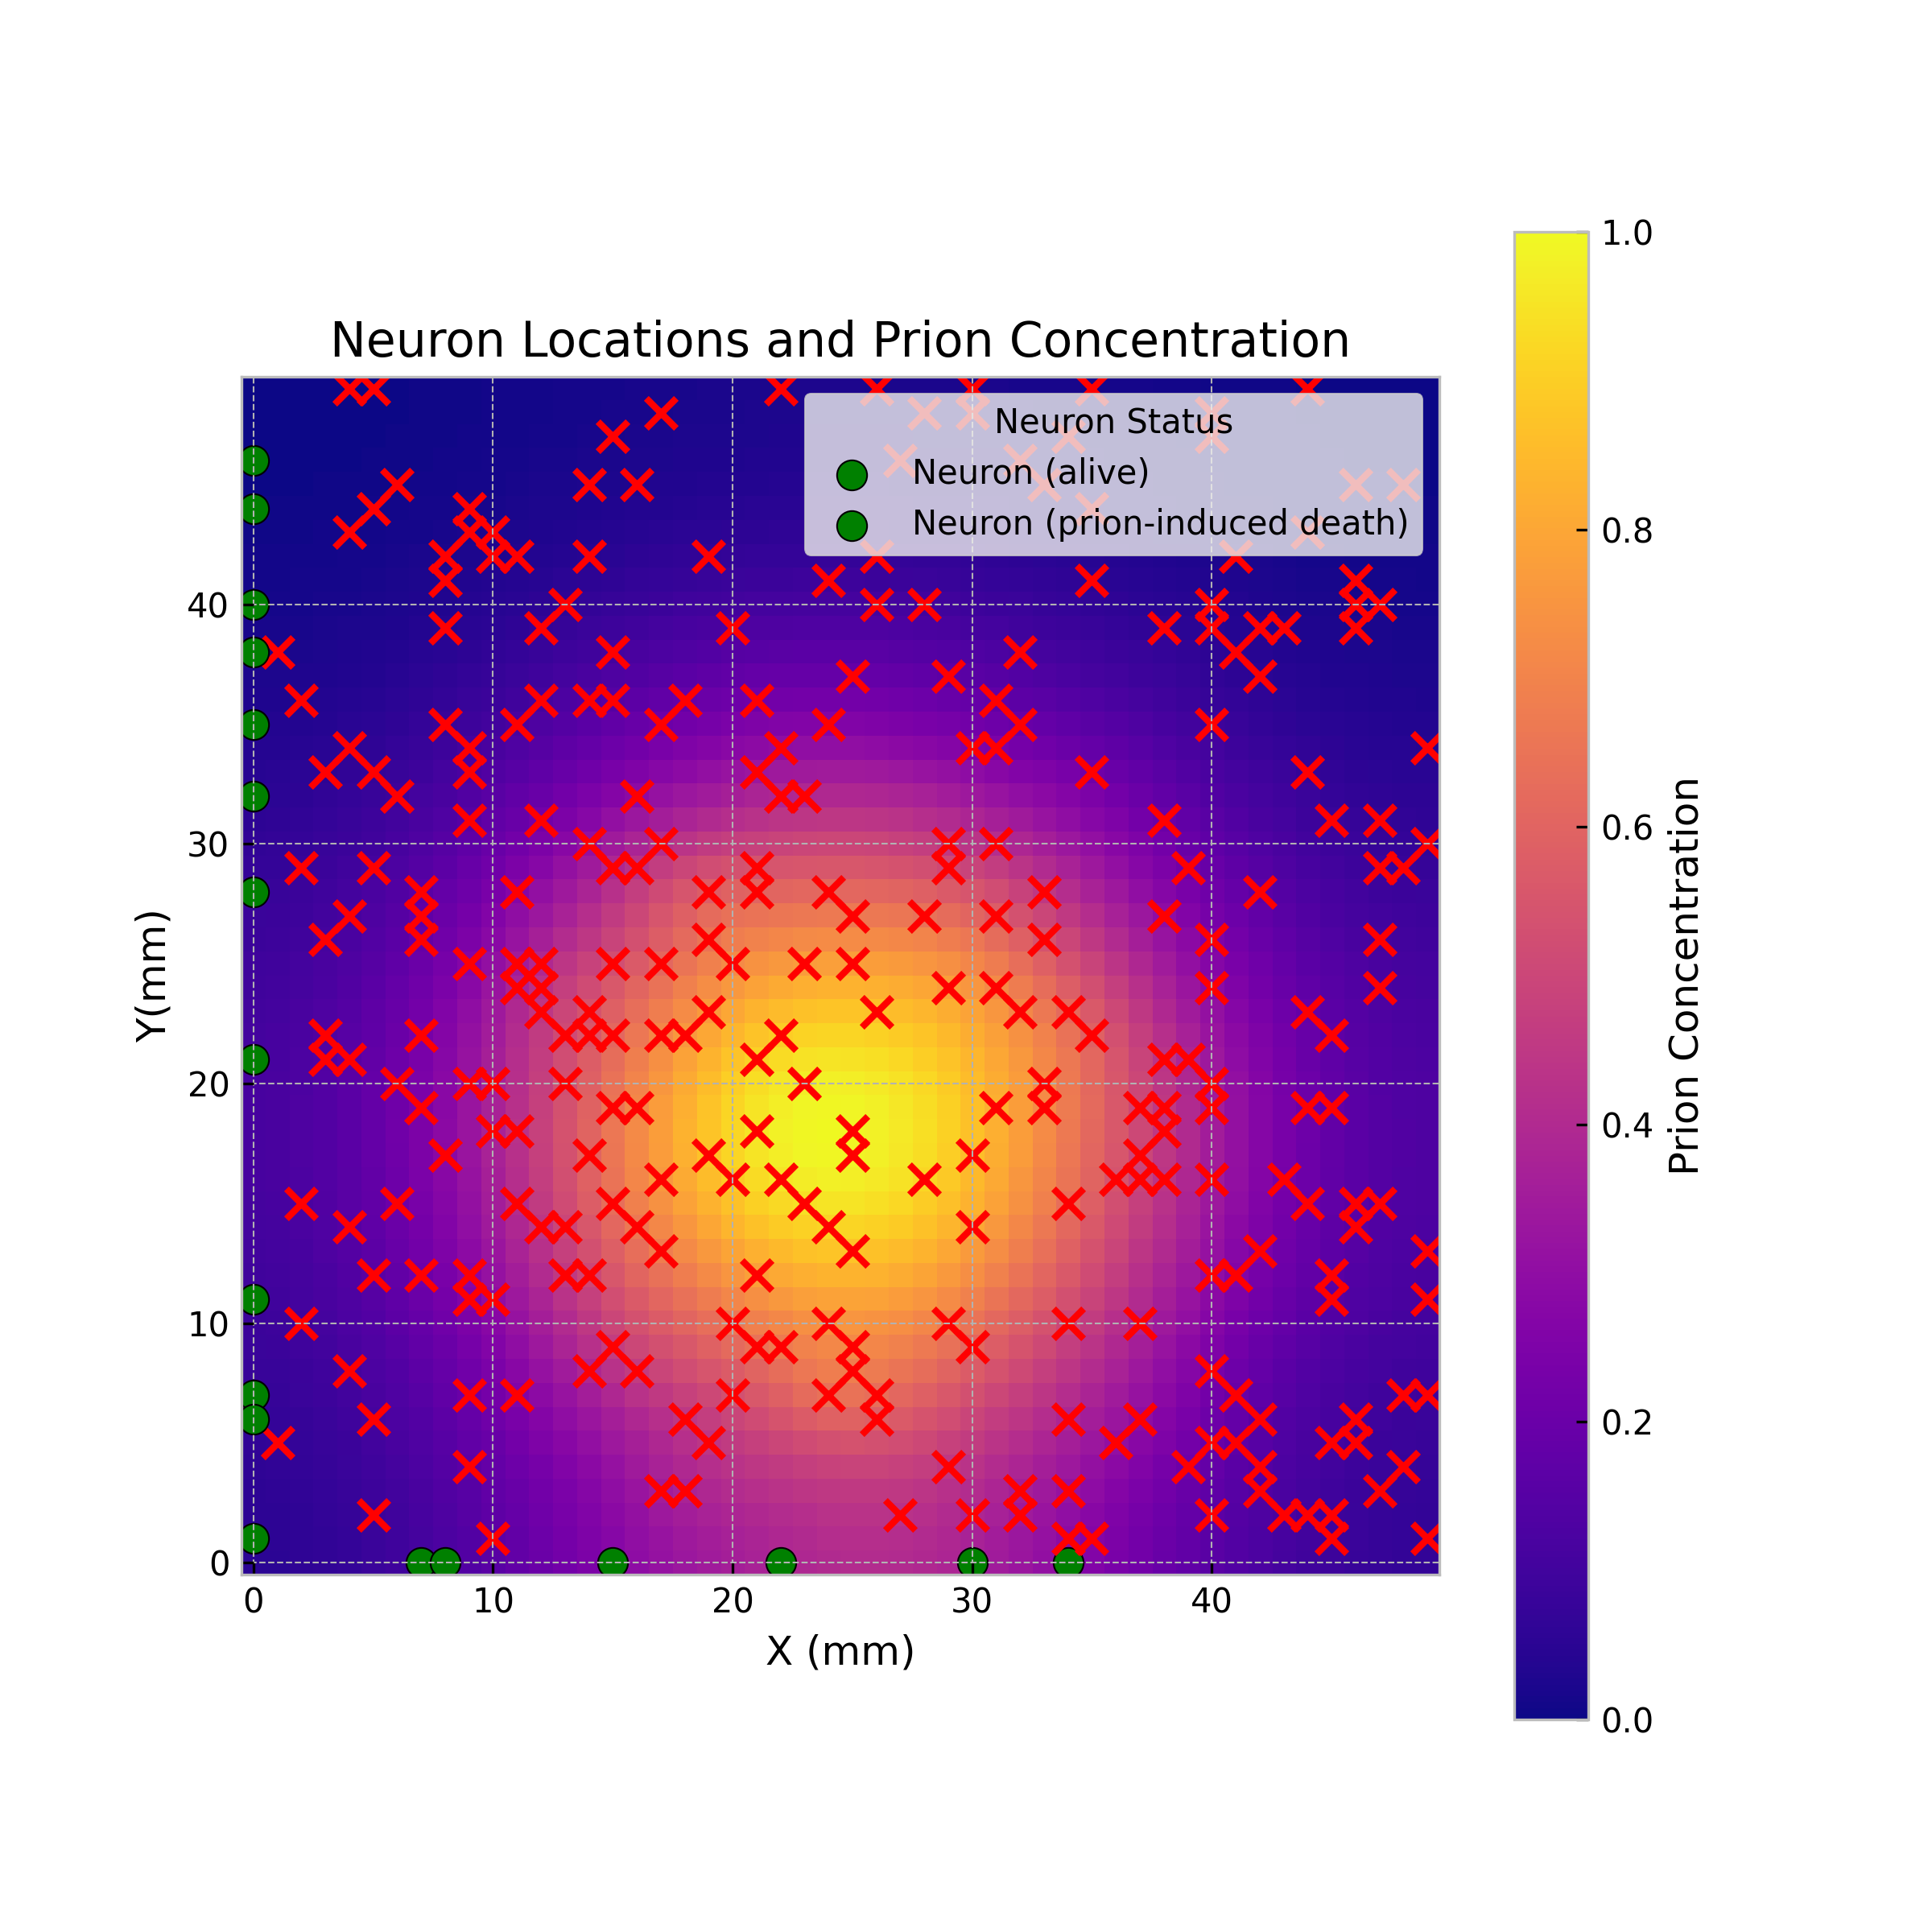 Neuron Locations and Prion Concentration
Neuron Status
Neuron (alive)
Neuron (prion-induced death)
40
30
20
10
0
Y(mm)
0 10 20 30 40
X (mm)
1.0
0.8
0.6
0.4
0.2
0.0
Prion Concentration